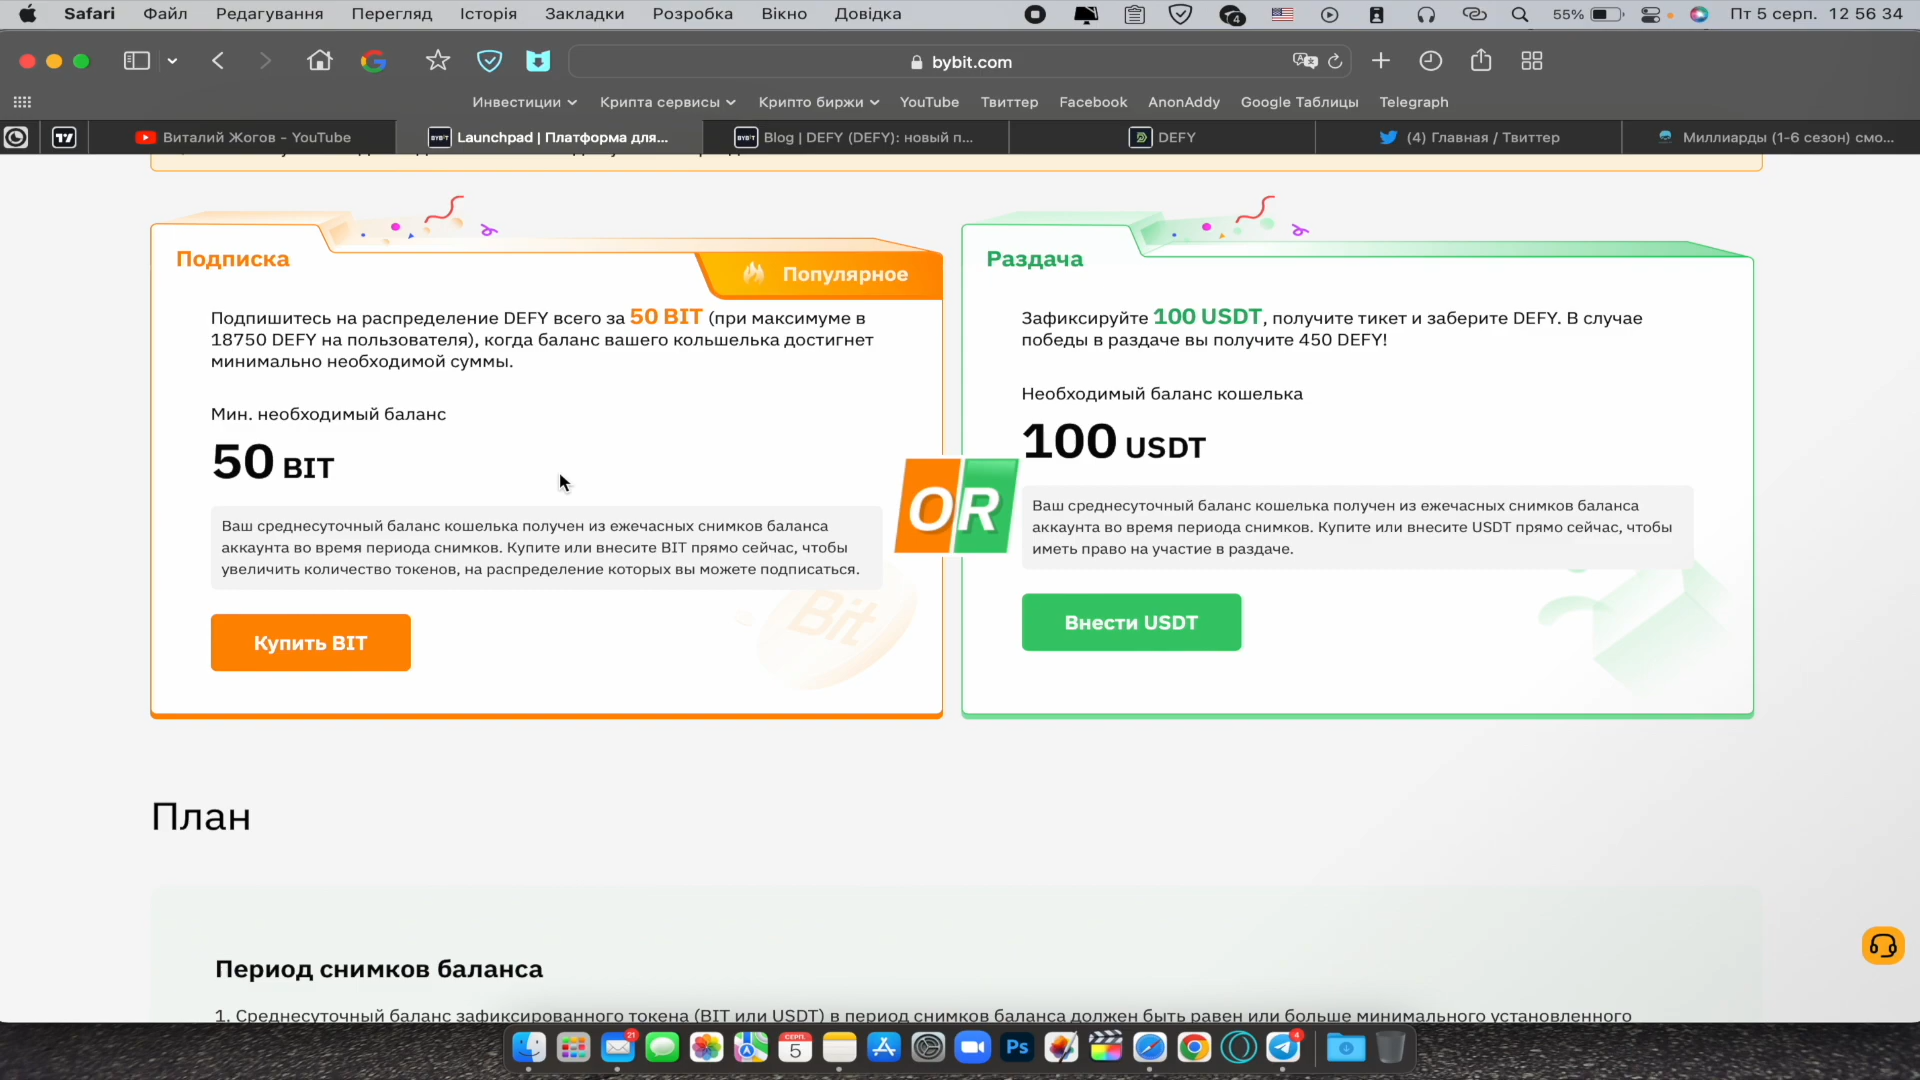 Safari Файл Редагування Перегляд Історія Закладки Розробка Вікно Довідка 4 55% Пт 5 серп. 12 56 34
bybit.com
Инвестиции Крипта сервисы Крипто биржи YouTube Твиттер Facebook AnonAddy Google Таблицы Telegraph
Виталий Жогов - YouTube
Launchpad | Платформа для...
Blog | DEFY (DEFY): новый п...
DEFY
(4) Главная / Твиттер
Миллиарды (1-6 сезон) смо...
Подписка
Популярное
Подпишитесь на распределение DEFY всего за 50 BIT (при максимуме в
18750 DEFY на пользователя), когда баланс вашего кольшелька достигнет
минимально необходимой суммы.
Мин. необходимый баланс
50 BIT
Ваш среднесуточный баланс кошелька получен из ежечасных снимков баланса
аккаунта во время периода снимков. Купите или внесите BIT прямо сейчас, чтобы
увеличить количество токенов, на распределение которых вы можете подписаться.
Bit
Купить BIT
OR
Раздача
Зафиксируйте 100 USDT, получите тикет и заберите DEFY. В случае
победы в раздаче вы получите 450 DEFY!
Необходимый баланс кошелька
100 USDT
Ваш среднесуточный баланс кошелька получен из ежечасных снимков баланса
аккаунта во время периода снимков. Купите или внесите USDT прямо сейчас, чтобы
иметь право на участие в раздаче.
Внести USDT
План
Период снимков баланса
1. Среднесуточный баланс зафиксированного токена (BIT или USDT) в период снимков баланса должен быть равен или больше минимального установленного
21
СЕРП.
5
Ps
4